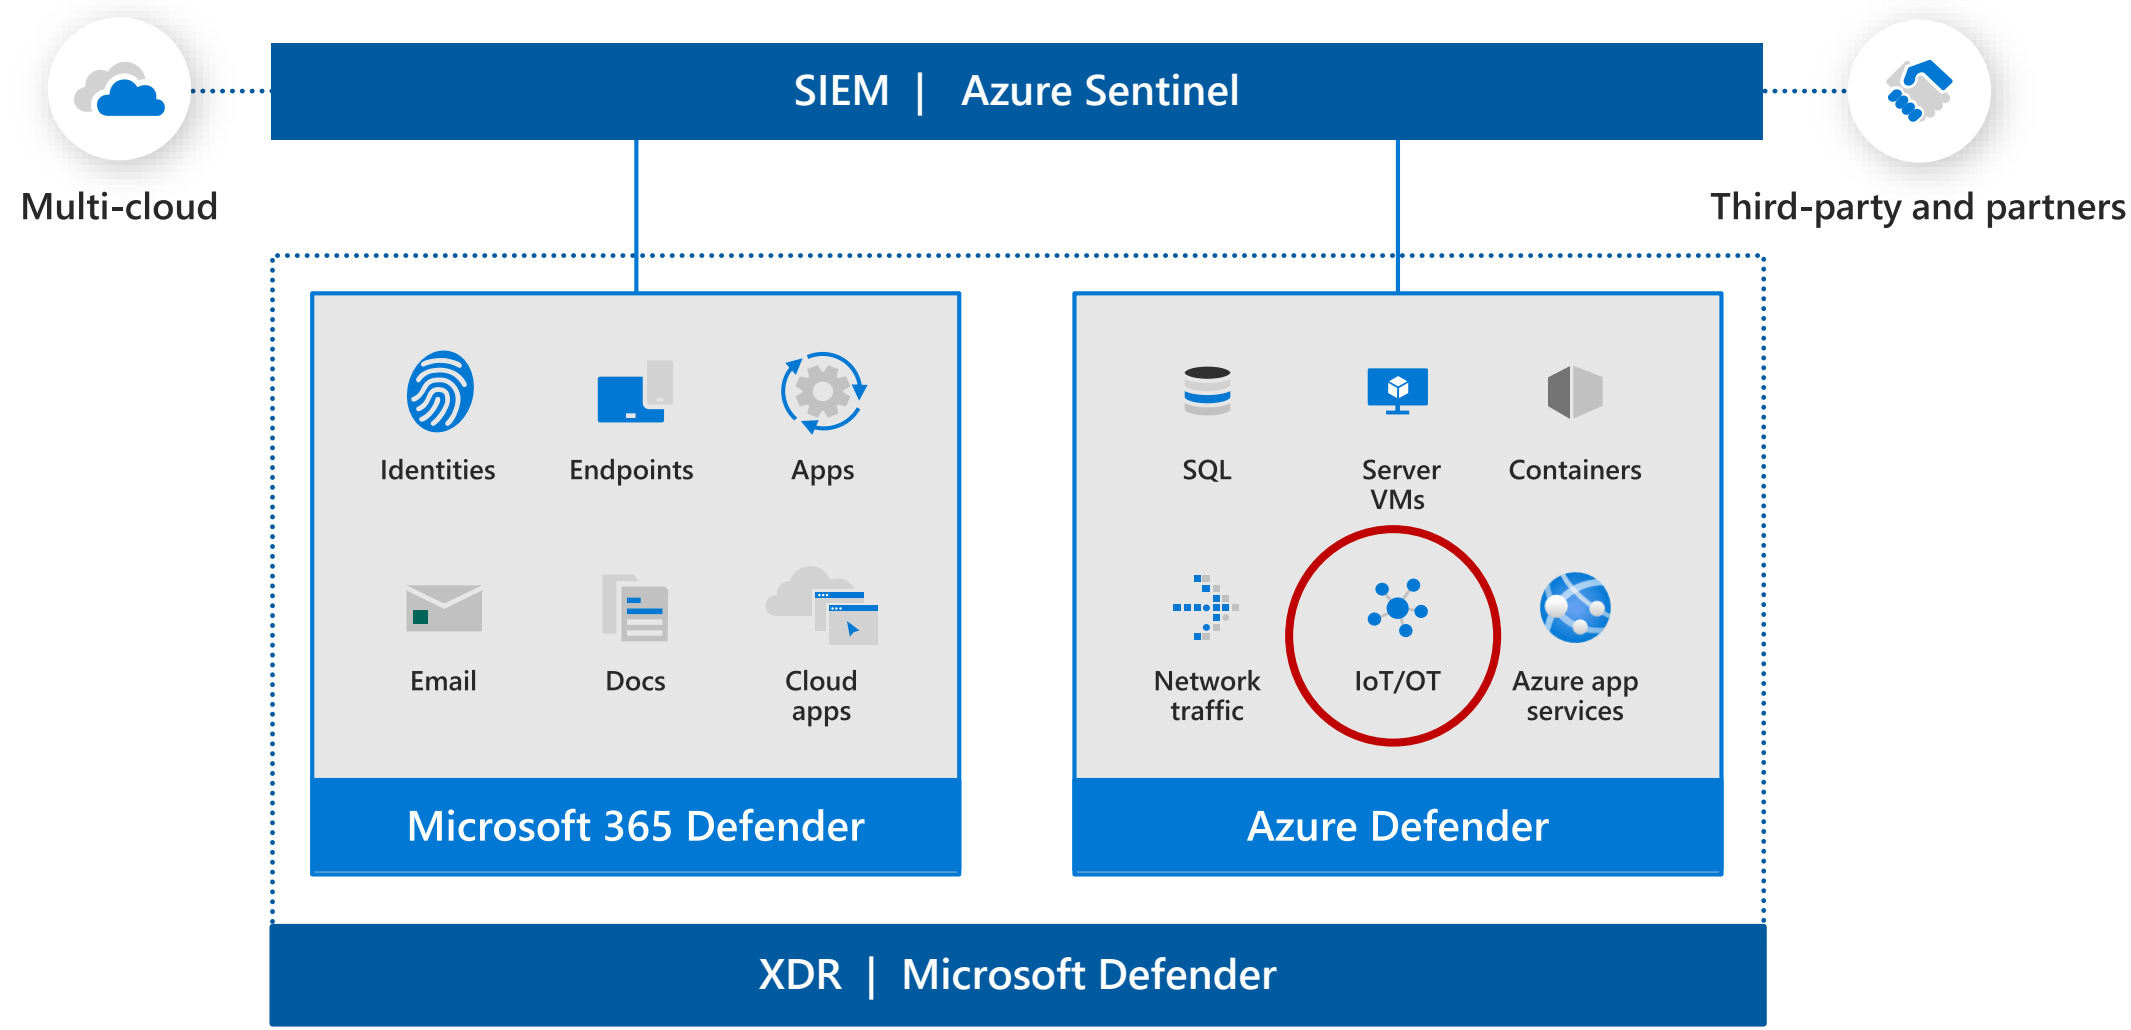 SIEM | Azure Sentinel
Multi-cloud
Third-party and partners
Identities
Endpoints
Apps
Email
Docs
Cloud
apps
Microsoft 365 Defender
SQL
Server
VMs
Containers
Network
traffic
IoT/OT
Azure app
services
Azure Defender
XDR | Microsoft Defender